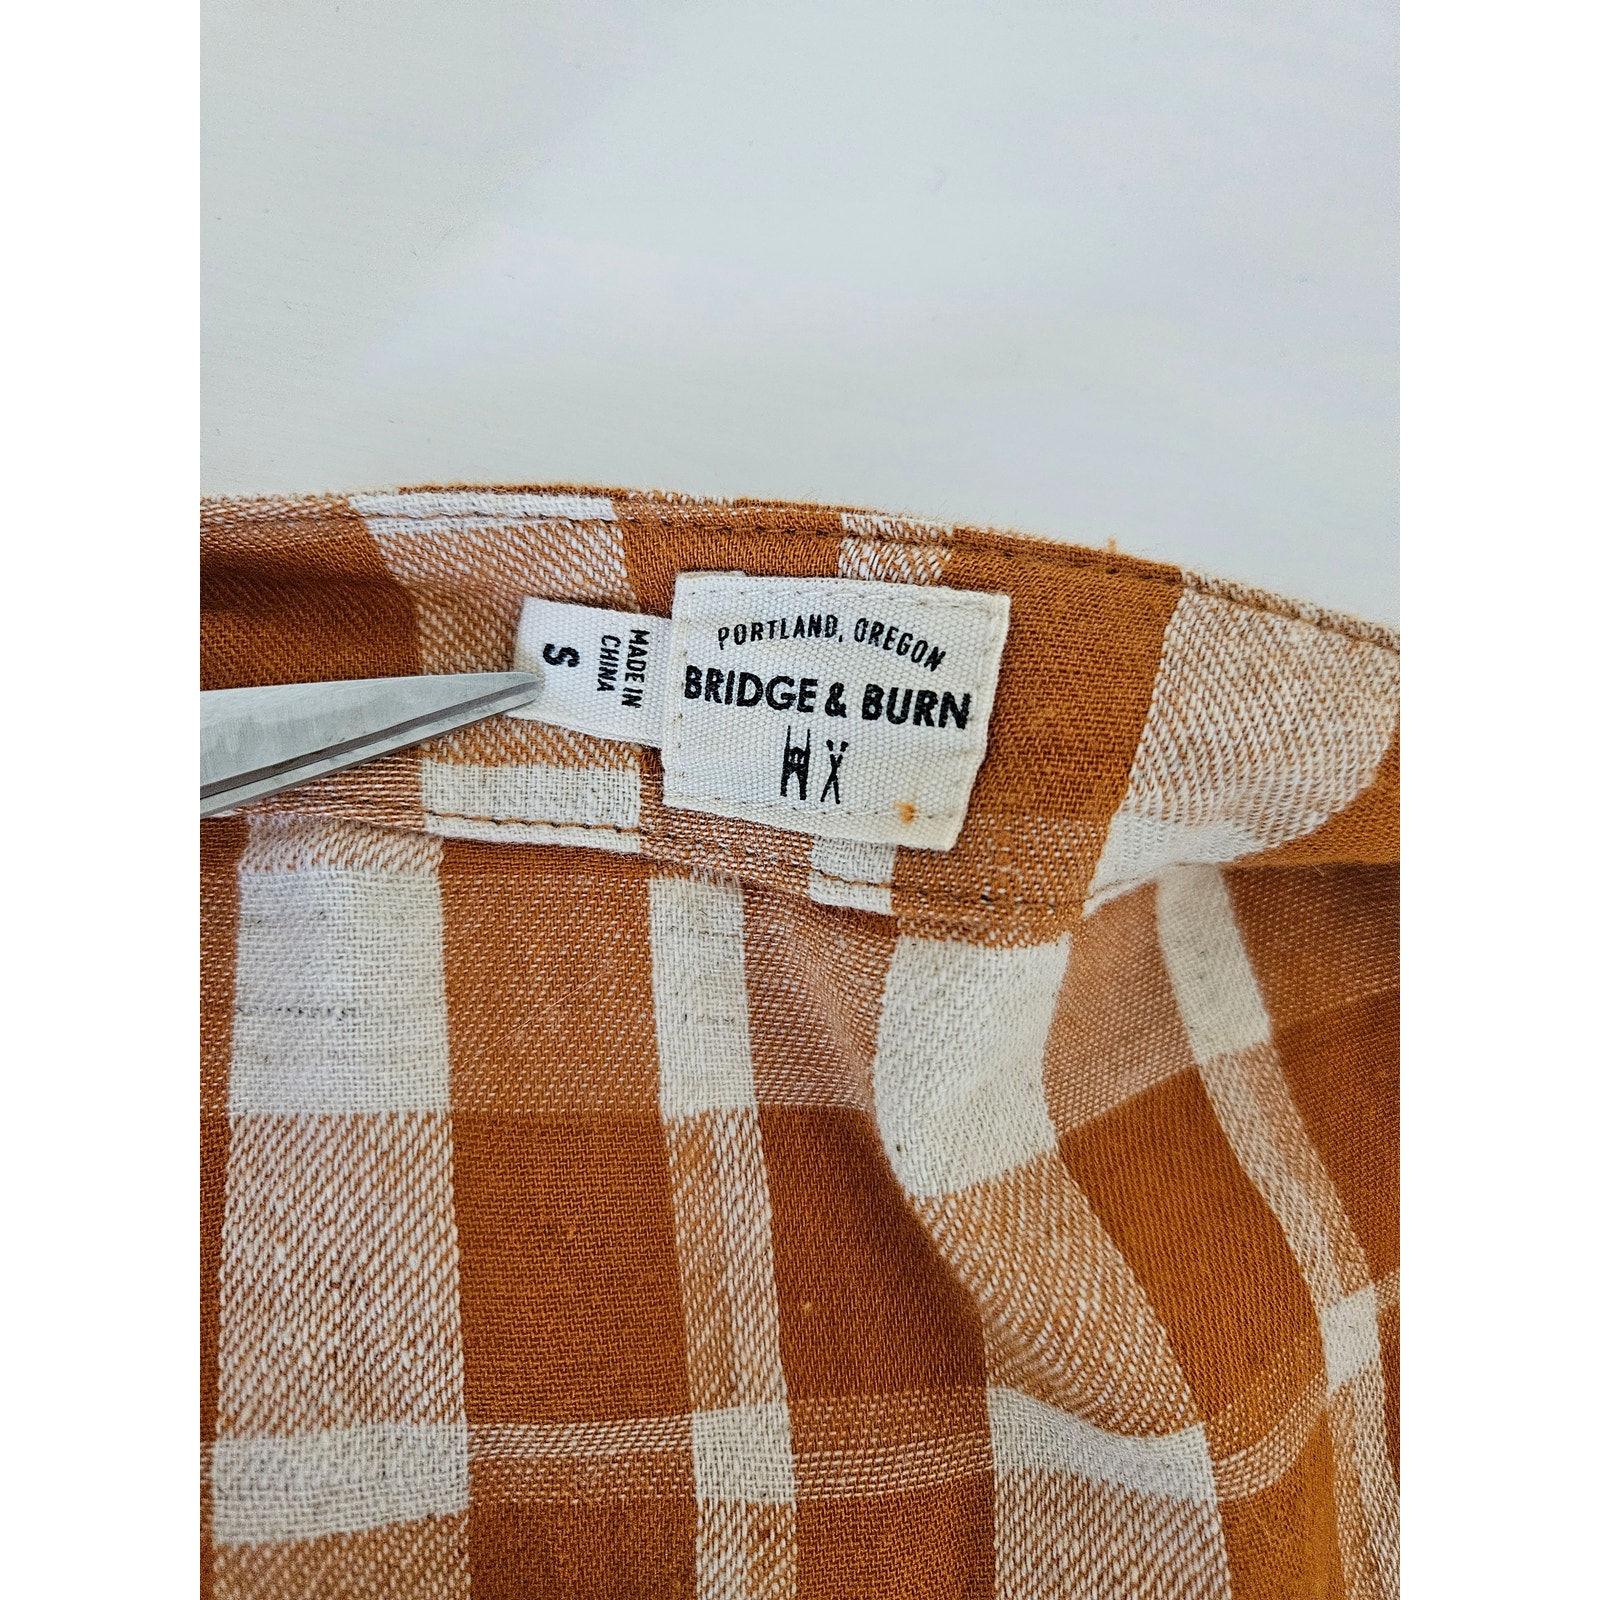 PORTLAND, OREGON
BRIDGE & BURN
S
MADE IN
CHINA